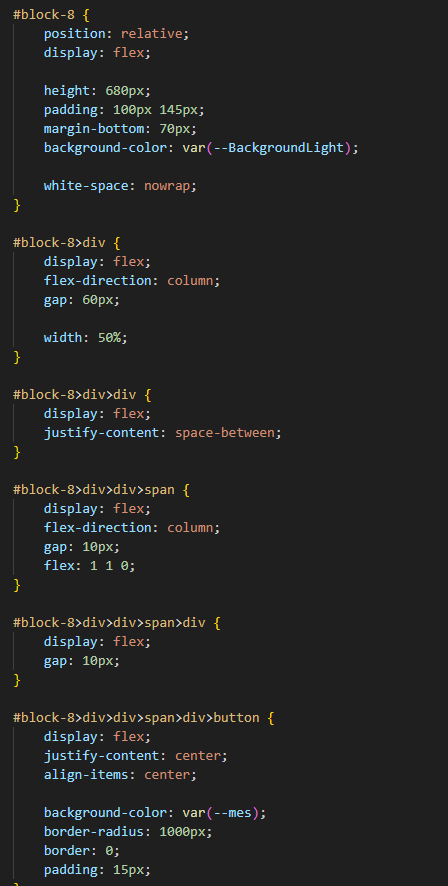 #block-8 {
position: relative;
display: flex;
height: 680px;
padding: 100px 145px;
margin-bottom: 70px;
background-color: var(--BackgroundLight);
white-space: nowrap;
}
#block-8>div {
display: flex;
flex-direction: column;
gap: 60px;
width: 50%;
}
#block-8>div>div {
display: flex;
justify-content: space-between;
}
#block-8>div>div>span {
display: flex;
flex-direction: column;
gap: 10px;
flex: 1 1 0;
}
#block-8>div>div>span>div {
display: flex;
gap: 10px;
}
#block-8>div>div>span>div>button {
display: flex;
justify-content: center;
align-items: center;
background-color: var(--mes);
border-radius: 1000px;
border: 0;
padding: 15px;
}